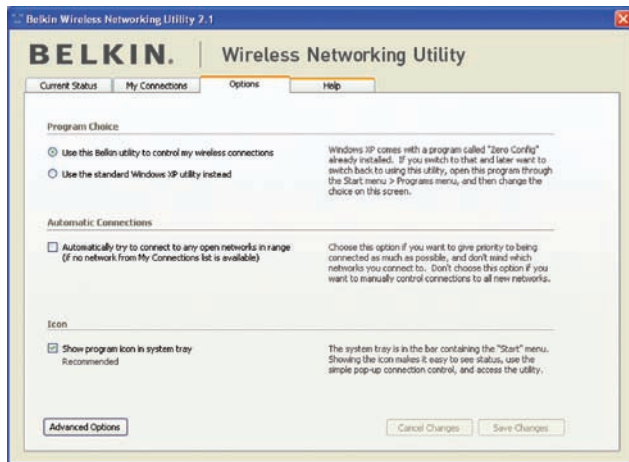 Belkin Wireless Networking Utility 2.1
BELKIN. | Wireless Networking Utility
Current Status
My Connections
Options
Help
Program Choice
Use this Belkin utility to control my wireless connections
Use the standard Windows XP utility instead
Windows XP comes with a program called "Zero Config"
already installed. If you switch to that and later want to
switch back to using this utility, open this program through
the Start menu > Programs menu, and then change the
choice on this screen.
Automatic Connections
Automatically try to connect to any open networks in range
(if no network from My Connections list is available)
Choose this option if you want to give priority to being
connected as much as possible, and don't mind which
networks you connect to. Don't choose this option if you
want to manually control connections to all new networks.
Icon
Show program icon in system tray
Recommended
The system tray is in the bar containing the "Start" menu.
Showing the icon makes it easy to see status, use the
simple pop-up connection control, and access the utility.
Advanced Options
Cancel Changes
Save Changes